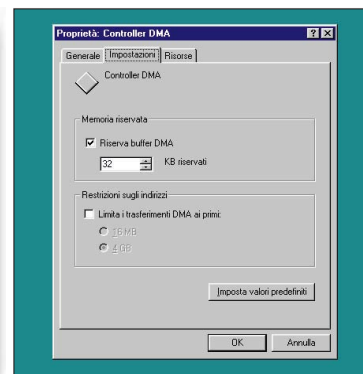 Proprietà: Controller DMA
Generale Impostazioni Risorse
Controller DMA
Memoria riservata
Riserva buffer DMA
32 KB riservati
Restrizioni sugli indirizzi
Limita i trasferimenti DMA ai primi:
16 MB
4 GB
Imposta valori predefiniti
OK Annulla